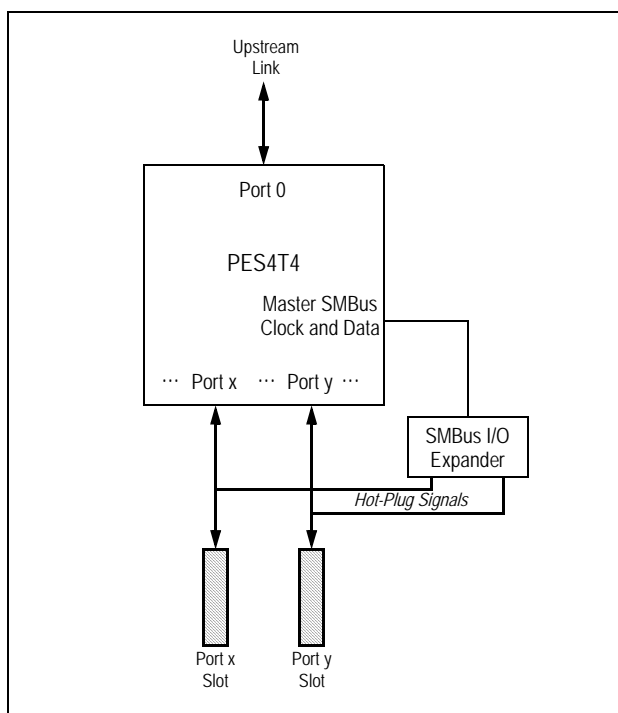 Upstream
Link
Port 0
PES4T4
Master SMBus
Clock and Data
··· Port x ··· Port y ···
SMBus I/O
Expander
Hot-Plug Signals
Port x
Slot
Port y
Slot